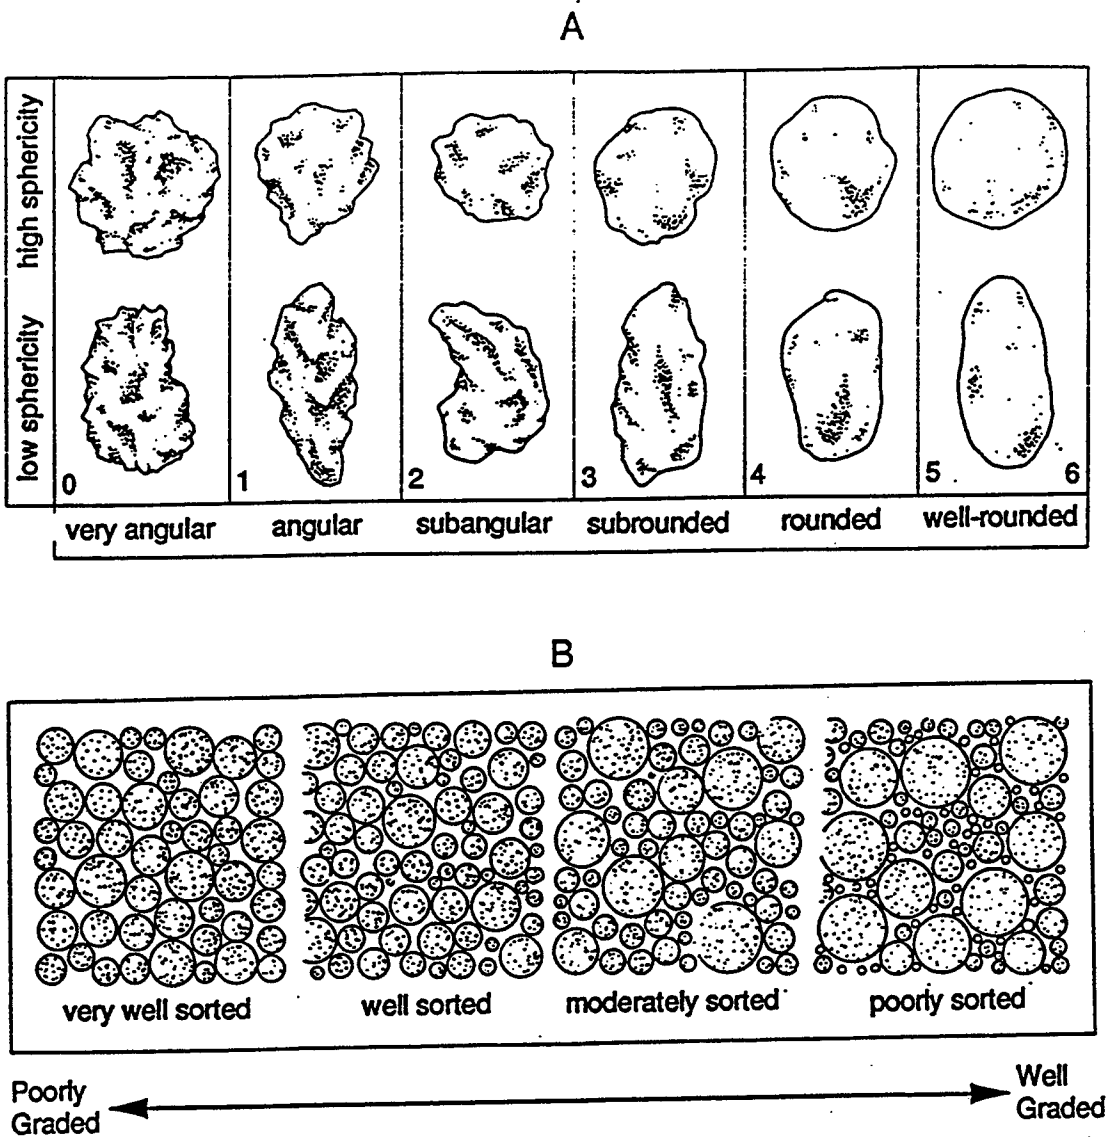 A
high sphericity
low sphericity
0 1 2 3 4 5 6
very angular angular subangular subrounded rounded well-rounded
B
very well sorted well sorted moderately sorted poorly sorted
Poorly
Graded
Well
Graded